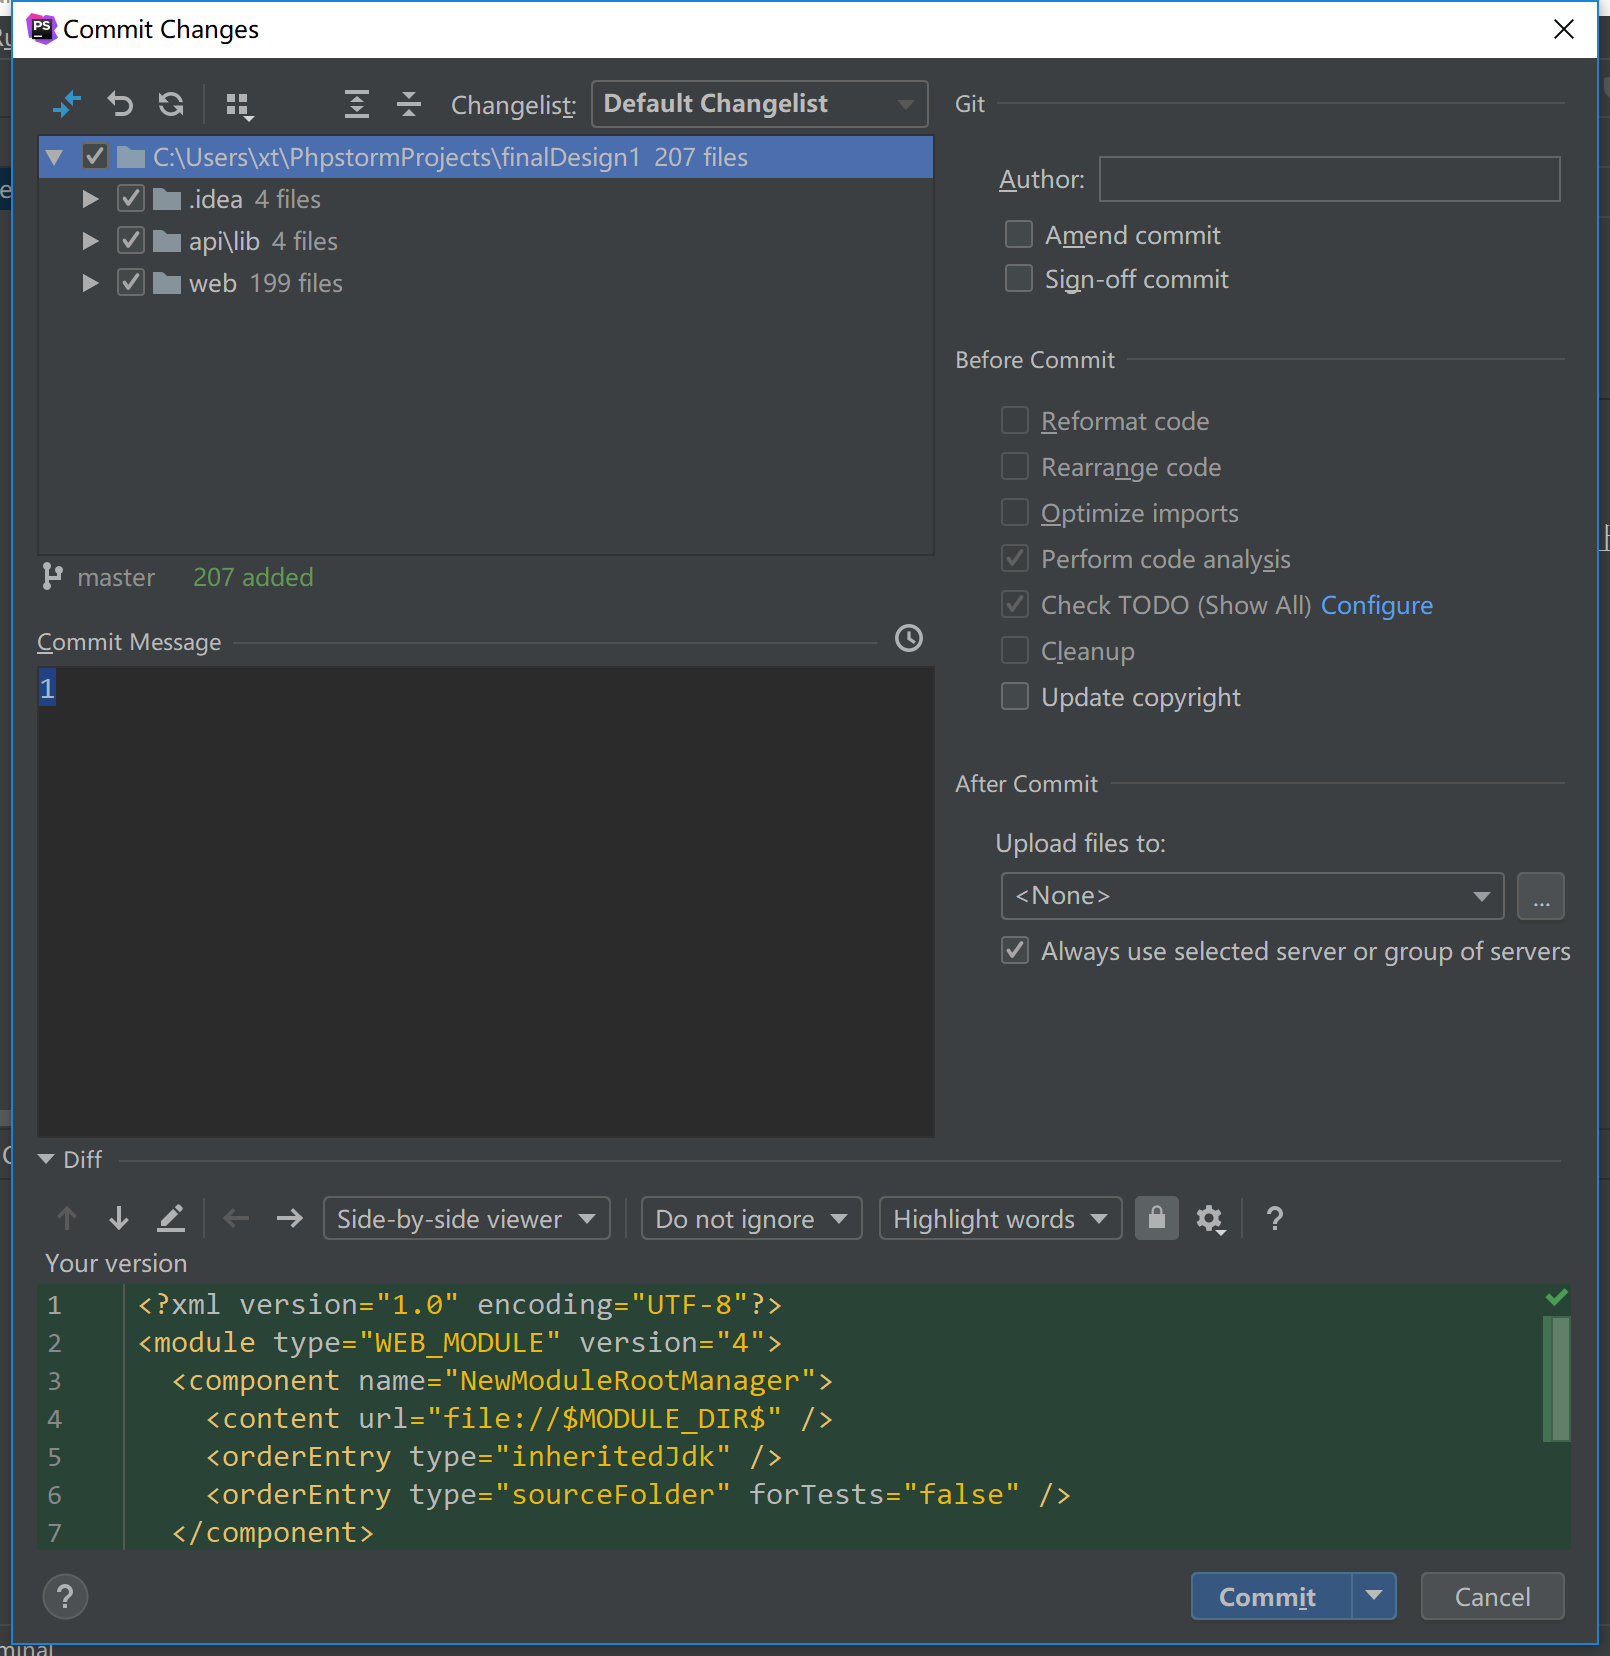 PS Commit Changes
Changelist: Default Changelist
C:\Users\xt\PhpstormProjects\finalDesign1 207 files
.idea 4 files
api\lib 4 files
web 199 files
master 207 added
Commit Message
1
Git
Author:
Amend commit
Sign-off commit
Before Commit
Reformat code
Rearrange code
Optimize imports
Perform code analysis
Check TODO (Show All) Configure
Cleanup
Update copyright
After Commit
Upload files to:
<None> ...
Always use selected server or group of servers
Diff
Side-by-side viewer Do not ignore Highlight words ?
Your version
1 <?xml version="1.0" encoding="UTF-8"?>
2 <module type="WEB_MODULE" version="4">
3 <component name="NewModuleRootManager">
4 <content url="file://$MODULE_DIR$" />
5 <orderEntry type="inheritedJdk" />
6 <orderEntry type="sourceFolder" forTests="false" />
7 </component>
? Commit Cancel
minal